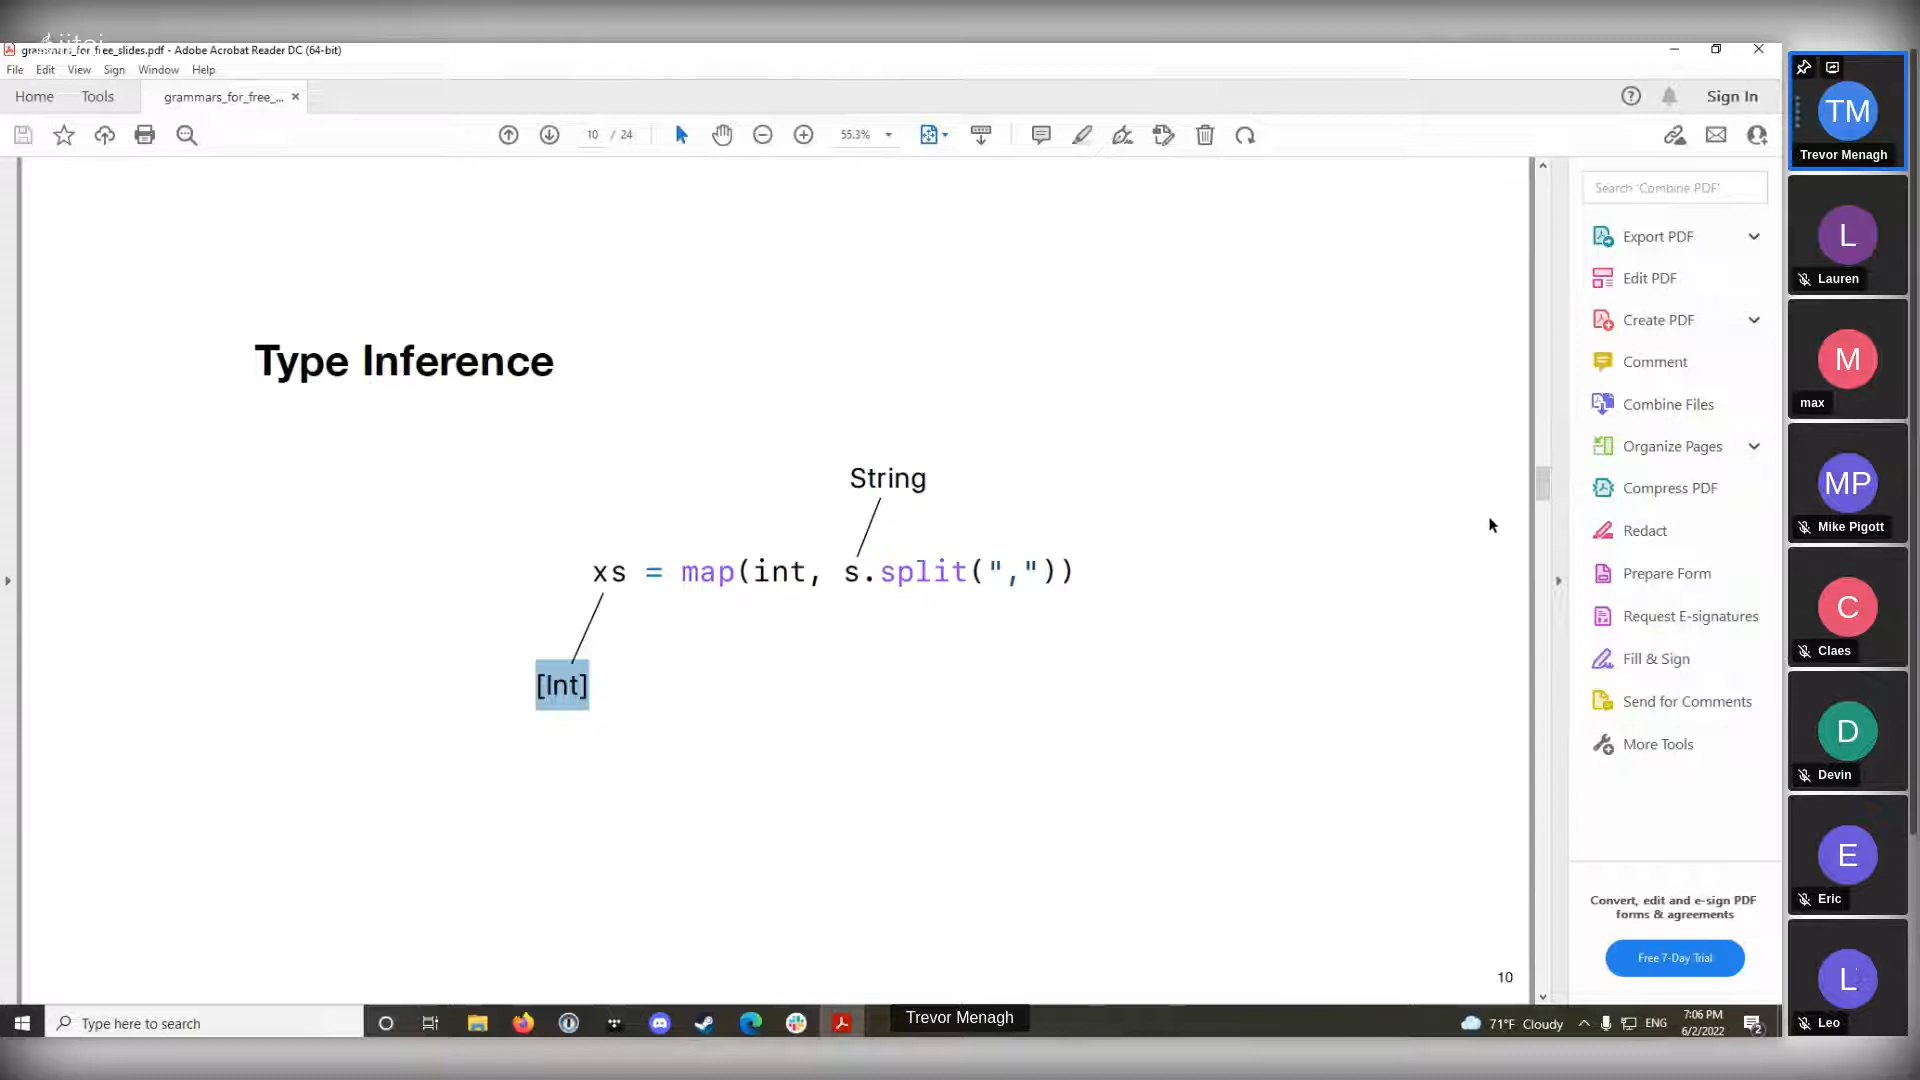 jitsi
grammars_for_free_slides.pdf - Adobe Acrobat Reader DC (64-bit)
File Edit View Sign Window Help
Home Tools grammars_for_free_... × Sign In
10 / 24 55.3%
Type Inference
String
xs = map(int, s.split(","))
[Int]
10
Search 'Combine PDF'
Export PDF
Edit PDF
Create PDF
Comment
Combine Files
Organize Pages
Compress PDF
Redact
Prepare Form
Request E-signatures
Fill & Sign
Send for Comments
More Tools
Convert, edit and e-sign PDF
forms & agreements
Free 7-Day Trial
TM
Trevor Menagh
L
Lauren
M
max
MP
Mike Pigott
C
Claes
D
Devin
E
Eric
L
Leo
Type here to search
Trevor Menagh
71°F Cloudy ENG
7:06 PM
6/2/2022
2